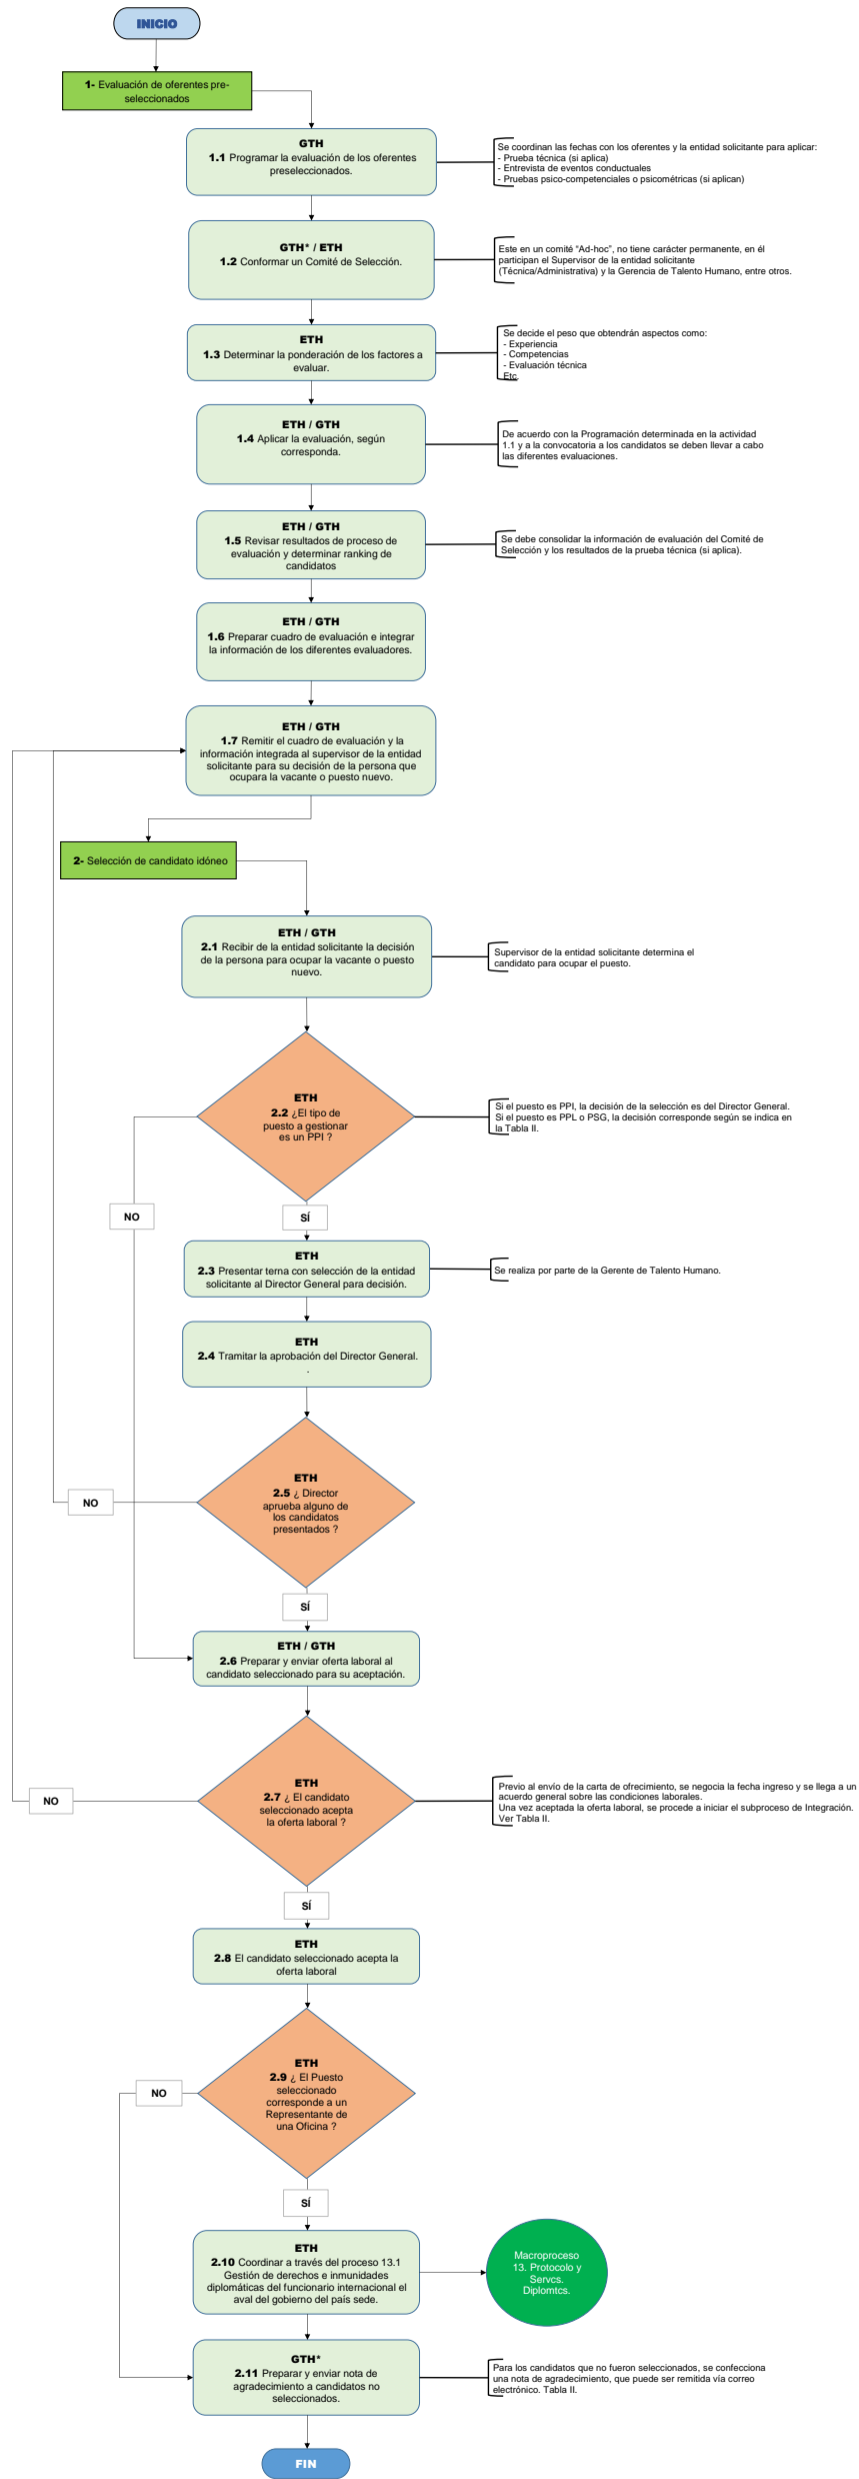 INICIO
1- Evaluación de oferentes pre-
seleccionados
GTH
1.1 Programar la evaluación de los oferentes
preseleccionados.
Se coordinan las fechas con los oferentes y la entidad solicitante para aplicar:
- Prueba técnica (si aplica)
- Entrevista de eventos conductuales
- Pruebas psico-competenciales o psicométricas (si aplican)
GTH* / ETH
1.2 Conformar un Comité de Selección.
Este en un comité “Ad-hoc”, no tiene carácter permanente, en él
participan el Supervisor de la entidad solicitante
(Técnica/Administrativa) y la Gerencia de Talento Humano, entre otros.
ETH
1.3 Determinar la ponderación de los factores a
evaluar.
Se decide el peso que obtendrán aspectos como:
- Experiencia
- Competencias
- Evaluación técnica
Etc.
ETH / GTH
1.4 Aplicar la evaluación, según
corresponda.
De acuerdo con la Programación determinada en la actividad
1.1 y a la convocatoria a los candidatos se deben llevar a cabo
las diferentes evaluaciones.
ETH / GTH
1.5 Revisar resultados de proceso de
evaluación y determinar ranking de
candidatos
Se debe consolidar la información de evaluación del Comité de
Selección y los resultados de la prueba técnica (si aplica).
ETH / GTH
1.6 Preparar cuadro de evaluación e integrar
la información de los diferentes evaluadores.
ETH / GTH
1.7 Remitir el cuadro de evaluación y la
información integrada al supervisor de la entidad
solicitante para su decisión de la persona que
ocupara la vacante o puesto nuevo.
2- Selección de candidato idóneo
ETH / GTH
2.1 Recibir de la entidad solicitante la decisión
de la persona para ocupar la vacante o puesto
nuevo.
Supervisor de la entidad solicitante determina el
candidato para ocupar el puesto.
ETH
2.2 ¿El tipo de
puesto a gestionar
es un PPI ?
Si el puesto es PPI, la decisión de la selección es del Director General.
Si el puesto es PPL o PSG, la decisión corresponde según se indica en
la Tabla II.
NO
SÍ
ETH
2.3 Presentar terna con selección de la entidad
solicitante al Director General para decisión.
Se realiza por parte de la Gerente de Talento Humano.
ETH
2.4 Tramitar la aprobación del Director General.
.
ETH
2.5 ¿ Director
aprueba alguno de
los candidatos
presentados ?
NO
SÍ
ETH / GTH
2.6 Preparar y enviar oferta laboral al
candidato seleccionado para su aceptación.
ETH
2.7 ¿ El candidato
seleccionado acepta
la oferta laboral ?
NO
Previo al envío de la carta de ofrecimiento, se negocia la fecha ingreso y se llega a un
acuerdo general sobre las condiciones laborales.
Una vez aceptada la oferta laboral, se procede a iniciar el subproceso de Integración.
Ver Tabla II.
SÍ
ETH
2.8 El candidato seleccionado acepta la
oferta laboral
ETH
2.9 ¿ El Puesto
seleccionado
corresponde a un
Representante de
una Oficina ?
NO
SÍ
ETH
2.10 Coordinar a través del proceso 13.1
Gestión de derechos e inmunidades
diplomáticas del funcionario internacional el
aval del gobierno del país sede.
Macroproceso
13. Protocolo y
Servcs.
Diplomtcs.
GTH*
2.11 Preparar y enviar nota de
agradecimiento a candidatos no
seleccionados.
Para los candidatos que no fueron seleccionados, se confecciona
una nota de agradecimiento, que puede ser remitida vía correo
electrónico. Tabla II.
FIN